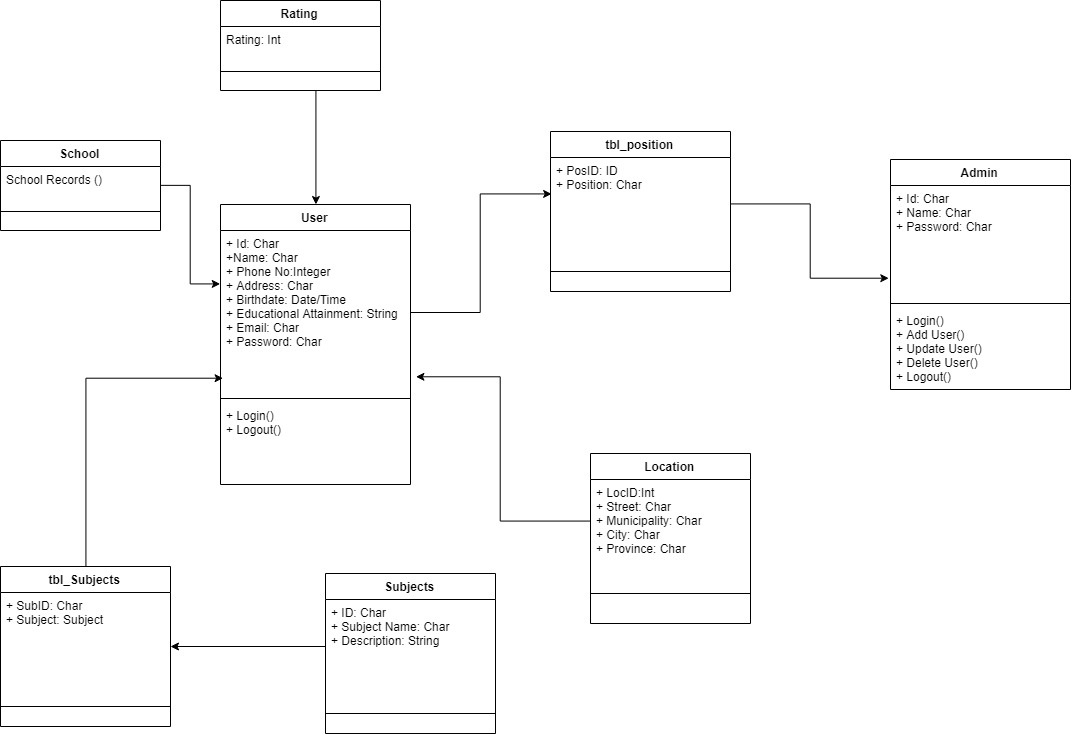 Rating
Rating: Int
School
School Records ()
User
+ Id: Char
+Name: Char
+ Phone No:Integer
+ Address: Char
+ Birthdate: Date/Time
+ Educational Attainment: String
+ Email: Char
+ Password: Char
+ Login()
+ Logout()
tbl_position
+ PosID: ID
+ Position: Char
Admin
+ Id: Char
+ Name: Char
+ Password: Char
+ Login()
+ Add User()
+ Update User()
+ Delete User()
+ Logout()
Location
+ LocID:Int
+ Street: Char
+ Municipality: Char
+ City: Char
+ Province: Char
tbl_Subjects
+ SubID: Char
+ Subject: Subject
Subjects
+ ID: Char
+ Subject Name: Char
+ Description: String